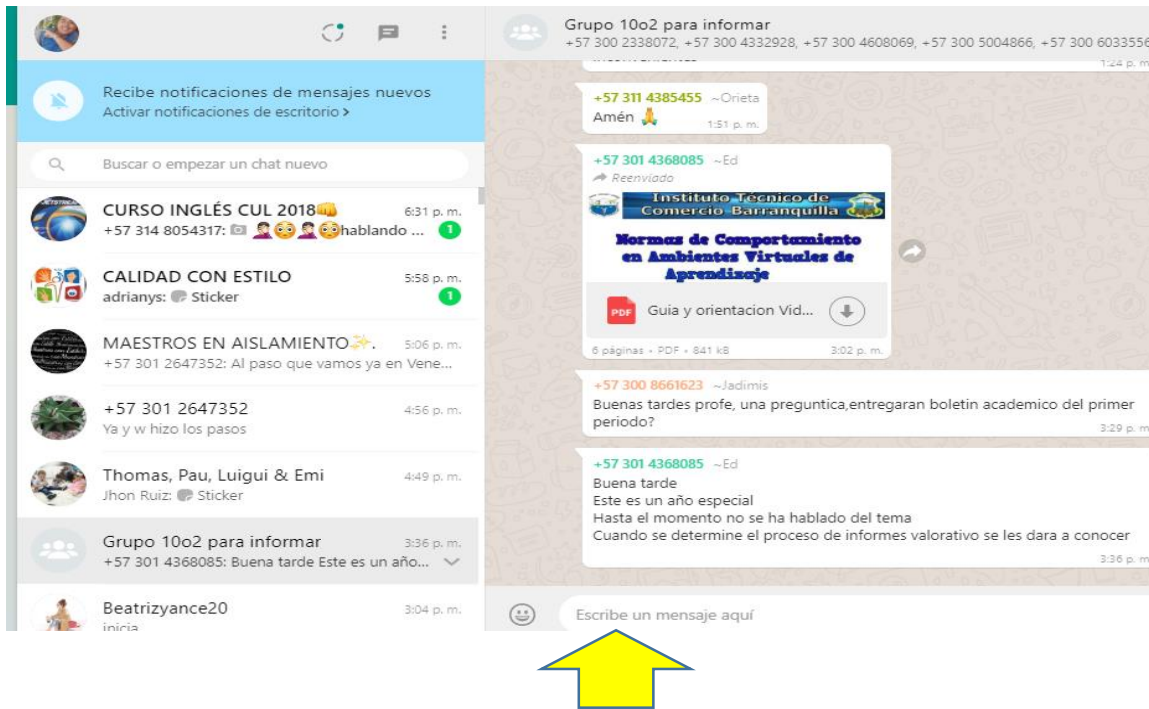 Recibe notificaciones de mensajes nuevos
Activar notificaciones de escritorio >
Buscar o empezar un chat nuevo
CURSO INGLÉS CUL 2018👊 6:31 p. m.
+57 314 8054317: 📷 🤦🏻‍♀️😳🤦🏻‍♀️😳hablando ... 1
CALIDAD CON ESTILO 5:58 p. m.
adrianys: Sticker 1
MAESTROS EN AISLAMIENTO✨. 5:06 p. m.
+57 301 2647352: Al paso que vamos ya en Vene...
+57 301 2647352 4:56 p. m.
Ya y w hizo los pasos
Thomas, Pau, Luigui & Emi 4:49 p. m.
Jhon Ruiz: Sticker
Grupo 10o2 para informar 3:36 p. m.
+57 301 4368085: Buena tarde Este es un año...
Beatrizyance20 3:04 p. m.
inicia
Grupo 10o2 para informar
+57 300 2338072, +57 300 4332928, +57 300 4608069, +57 300 5004866, +57 300 6033556
1:24 p. m.
+57 311 4385455 ~Orieta
Amén 🙏 1:51 p. m.
+57 301 4368085 ~Ed
Reenviado
Instituto Técnico de
Comercio Barranquilla
Normas de Comportamiento
en Ambientes Virtuales de
Aprendizaje
PDF Guia y orientacion Vid...
6 páginas • PDF • 841 kB 3:02 p. m.
+57 300 8661623 ~Jadimis
Buenas tardes profe, una preguntica,entregaran boletin academico del primer
periodo? 3:29 p. m
+57 301 4368085 ~Ed
Buena tarde
Este es un año especial
Hasta el momento no se ha hablado del tema
Cuando se determine el proceso de informes valorativo se les dara a conocer
3:36 p. m
Escribe un mensaje aquí